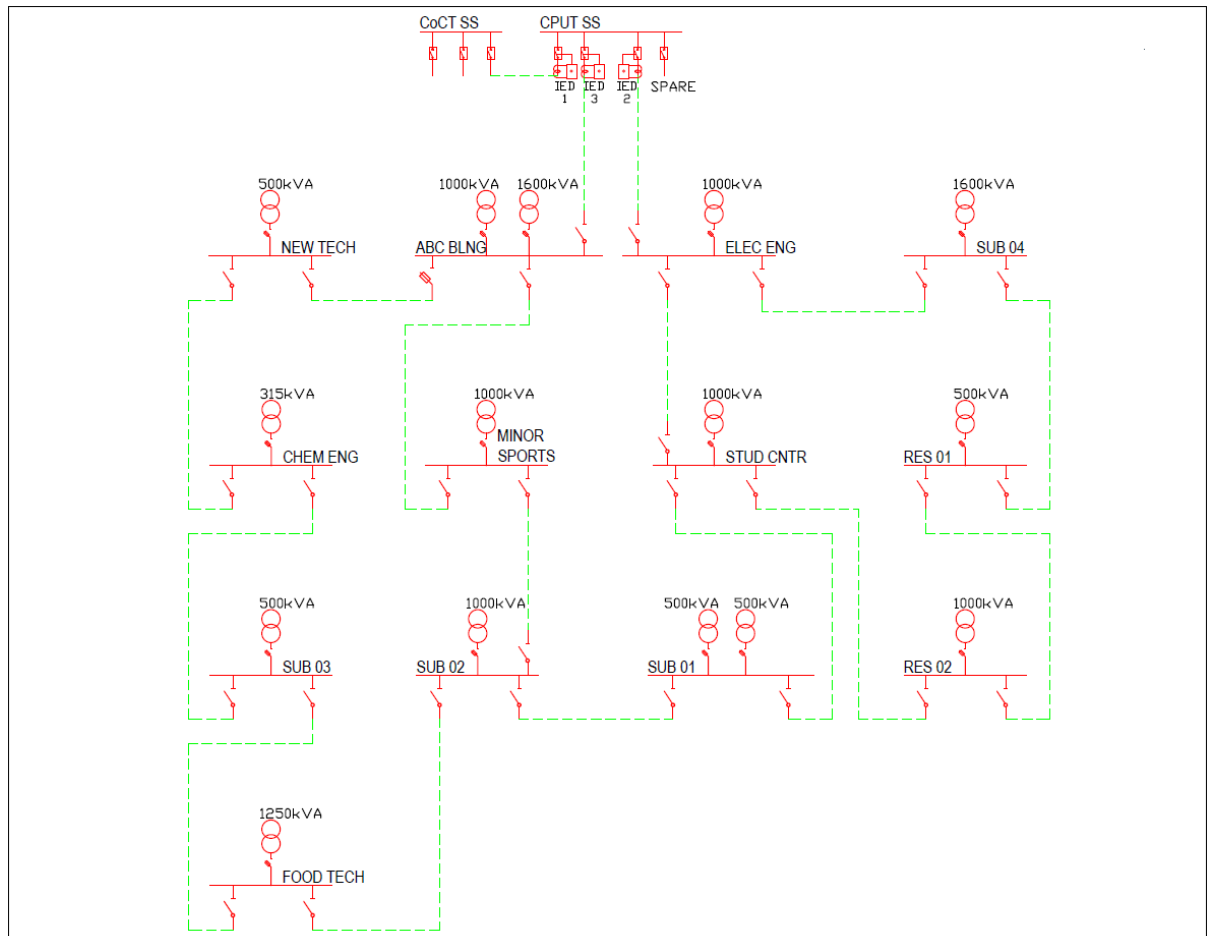 CoCT SS
CPUT SS
IED
1
IED
3
IED
2
SPARE
500kVA
1000kVA
1600kVA
1000kVA
1600kVA
NEW TECH
ABC BLNG
ELEC ENG
SUB 04
315kVA
1000kVA
1000kVA
500kVA
CHEM ENG
MINOR
SPORTS
STUD CNTR
RES 01
500kVA
1000kVA
500kVA
500kVA
1000kVA
SUB 03
SUB 02
SUB 01
RES 02
1250kVA
FOOD TECH